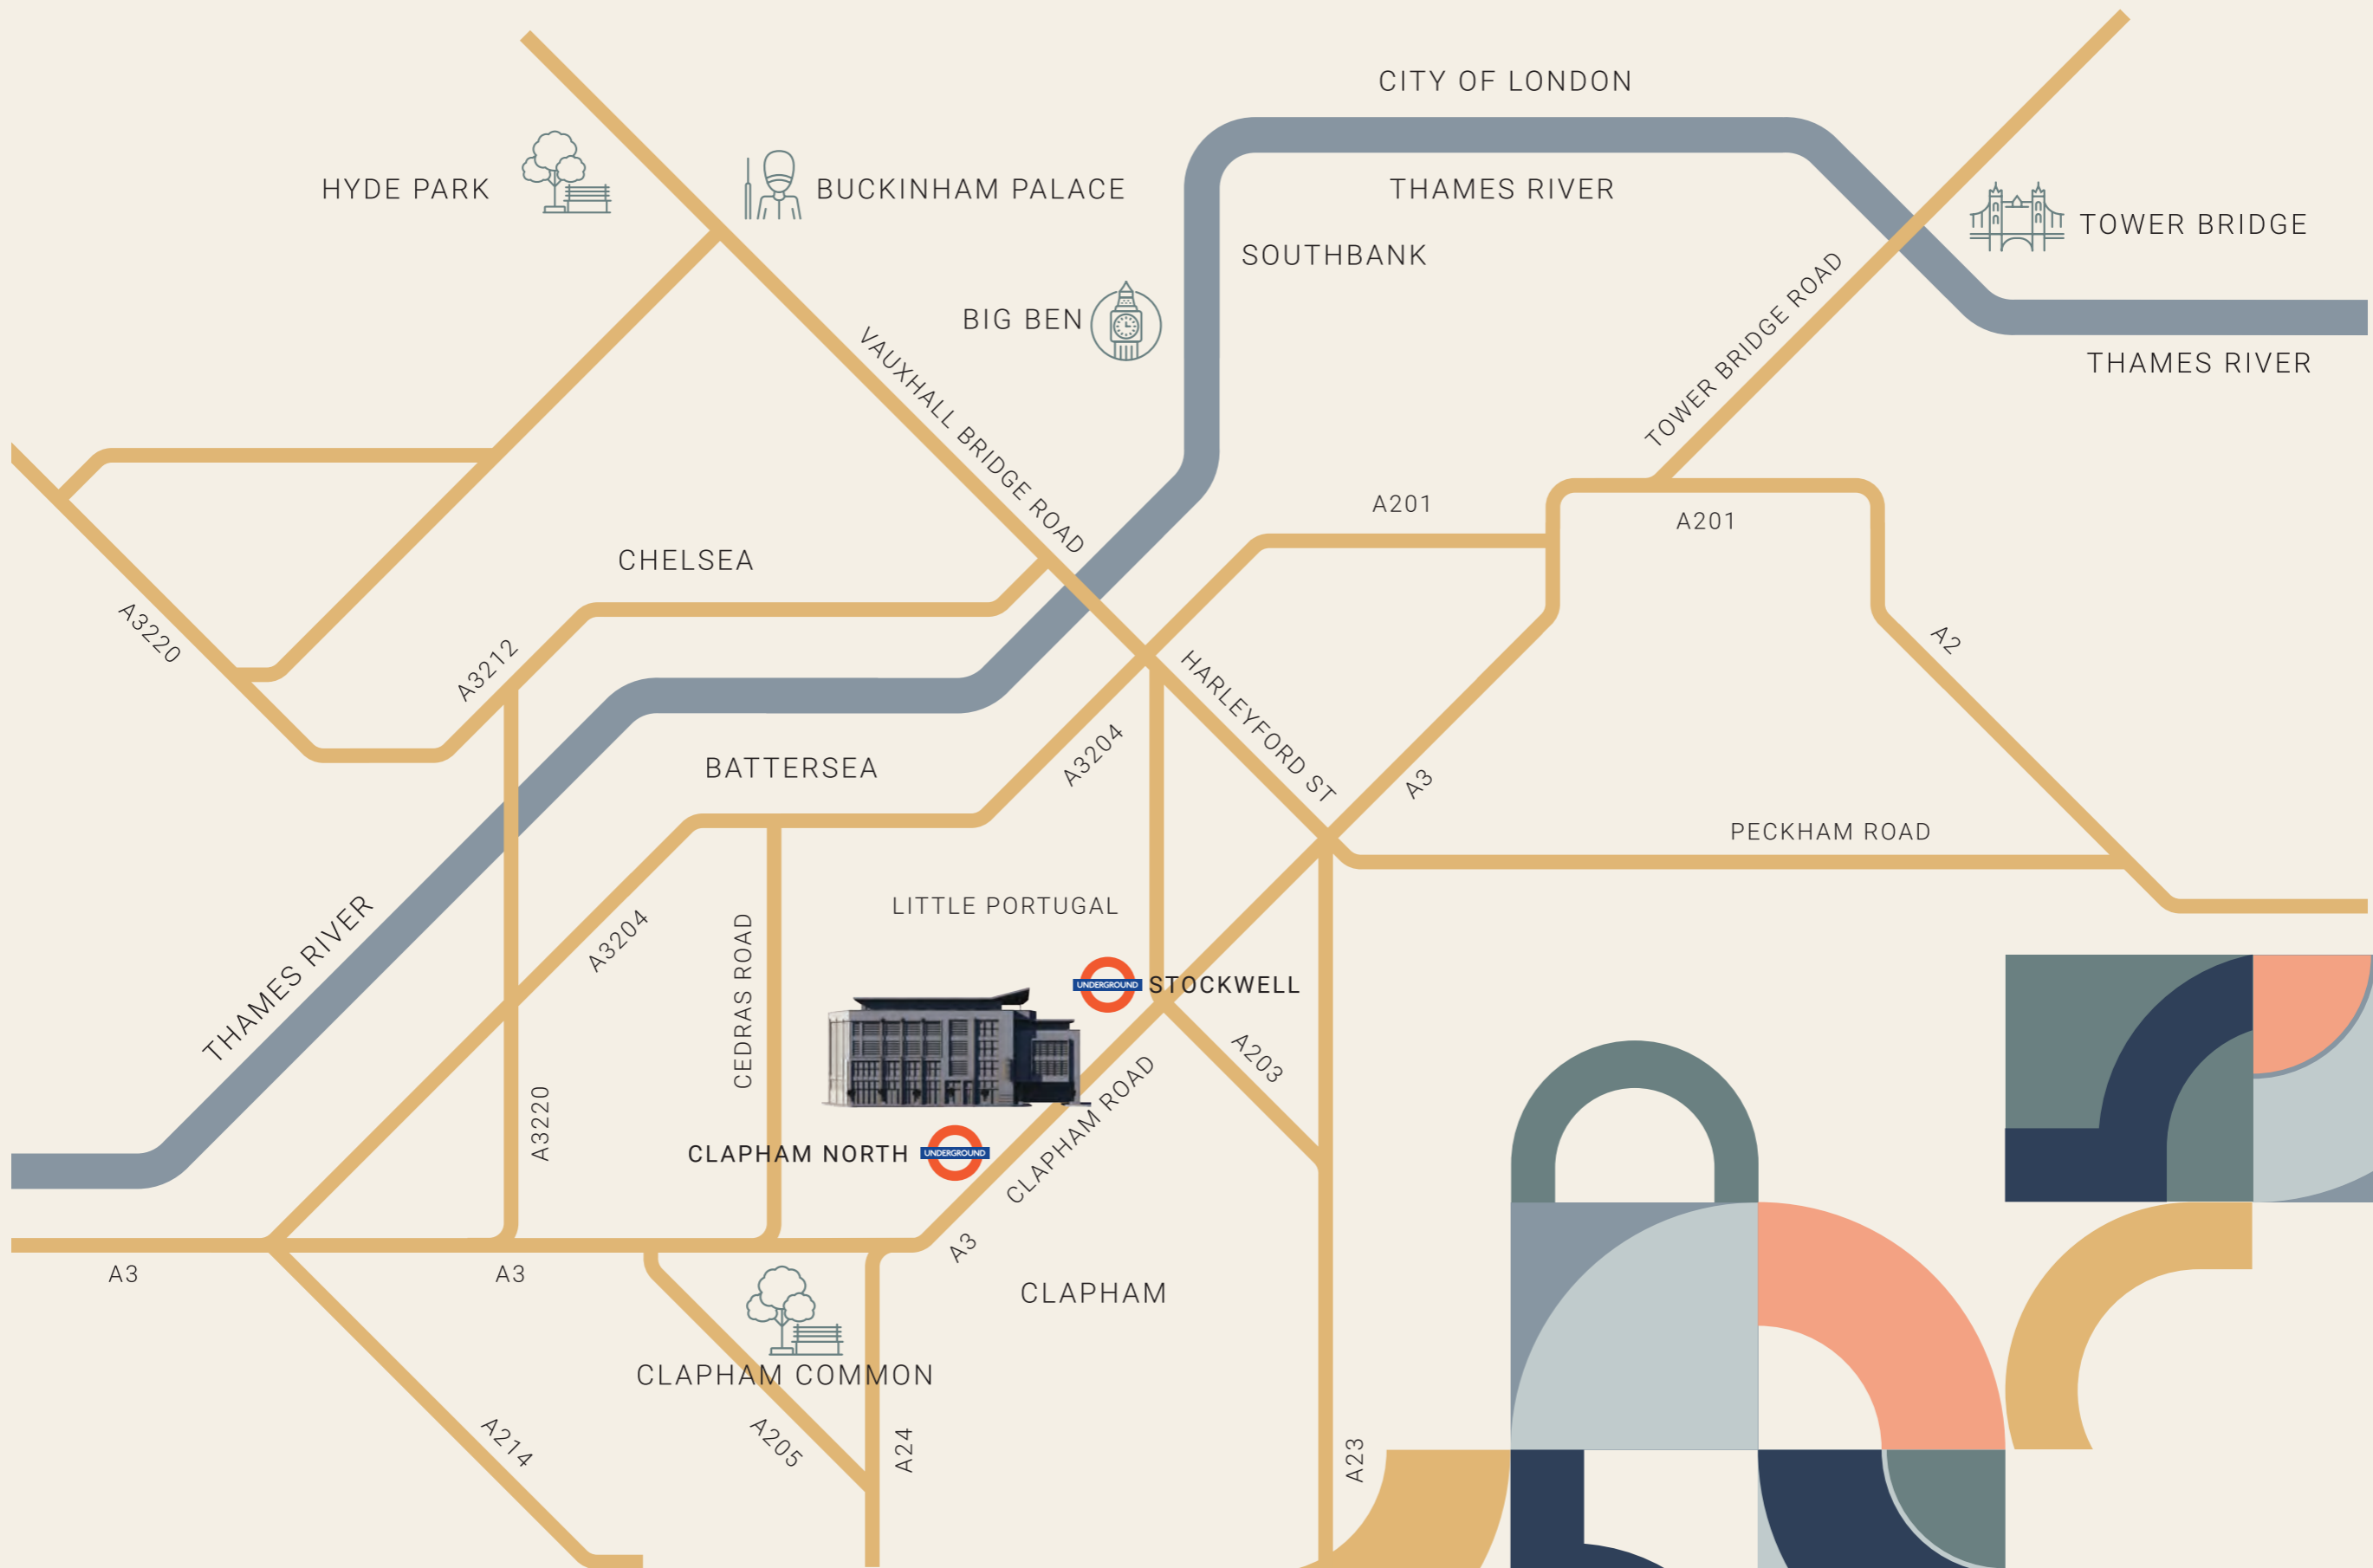 CITY OF LONDON
HYDE PARK
BUCKINHAM PALACE
THAMES RIVER
TOWER BRIDGE
SOUTHBANK
BIG BEN
TOWER BRIDGE ROAD
THAMES RIVER
VAUXHALL BRIDGE ROAD
A201
A201
CHELSEA
A3220
A3212
A2
HARLEYFORD ST
BATTERSEA
A3204
A3
PECKHAM ROAD
LITTLE PORTUGAL
THAMES RIVER
A3204
CEDRAS ROAD
UNDERGROUND
STOCKWELL
A203
A3220
CLAPHAM ROAD
CLAPHAM NORTH
UNDERGROUND
A3
A3
A3
CLAPHAM
CLAPHAM COMMON
A214
A205
A24
A23